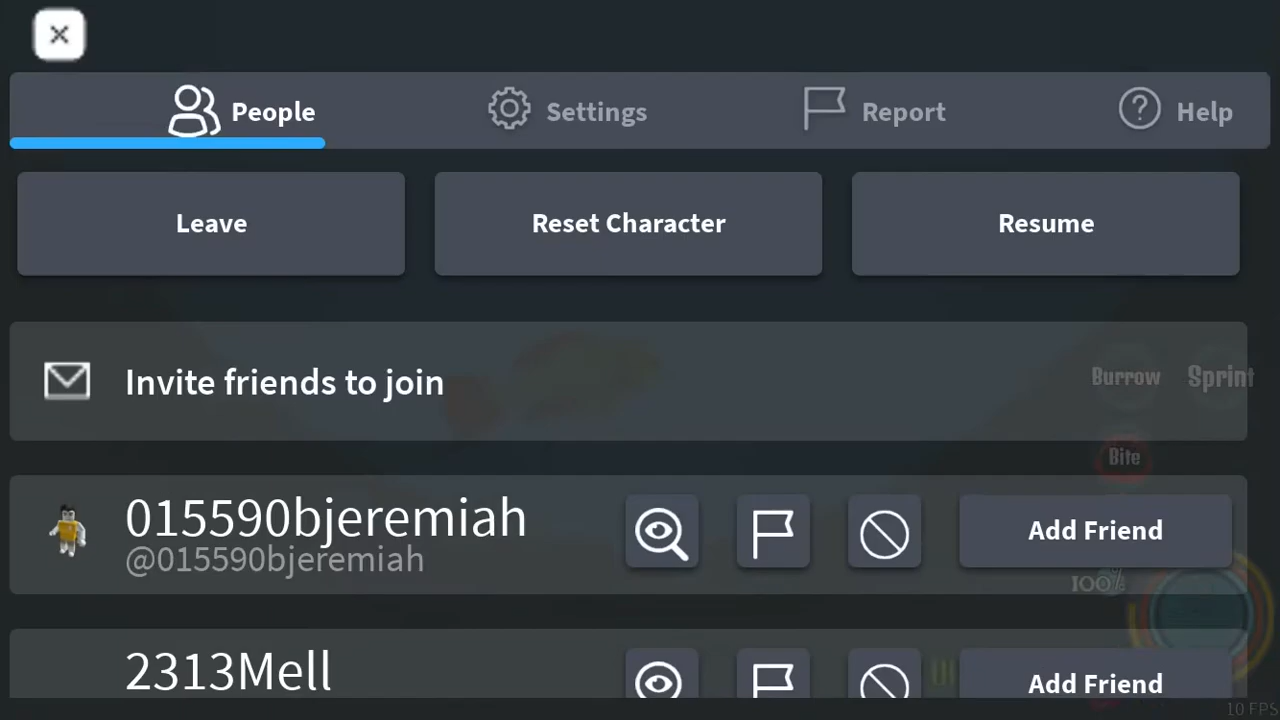 People
Settings
Report
Help
Leave
Reset Character
Resume
Invite friends to join
Burrow
Sprint
Bite
015590bjeremiah
@015590bjeremiah
Add Friend
100%
2313Mell
Add Friend
10 FPS